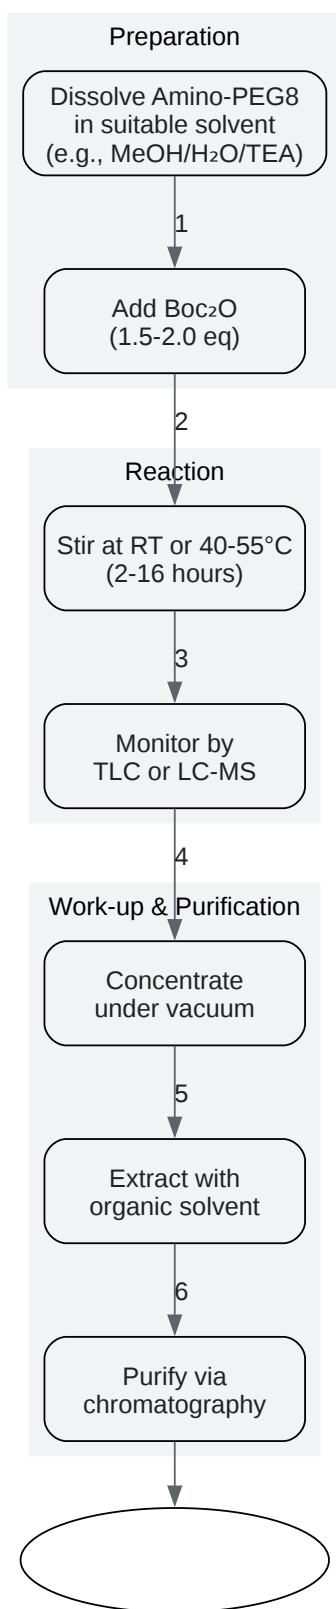 Preparation
Dissolve Amino-PEG8
in suitable solvent
(e.g., MeOH/H₂O/TEA)
1
Add Boc₂O
(1.5-2.0 eq)
2
Reaction
Stir at RT or 40-55°C
(2-16 hours)
3
Monitor by
TLC or LC-MS
4
Work-up & Purification
Concentrate
under vacuum
5
Extract with
organic solvent
6
Purify via
chromatography